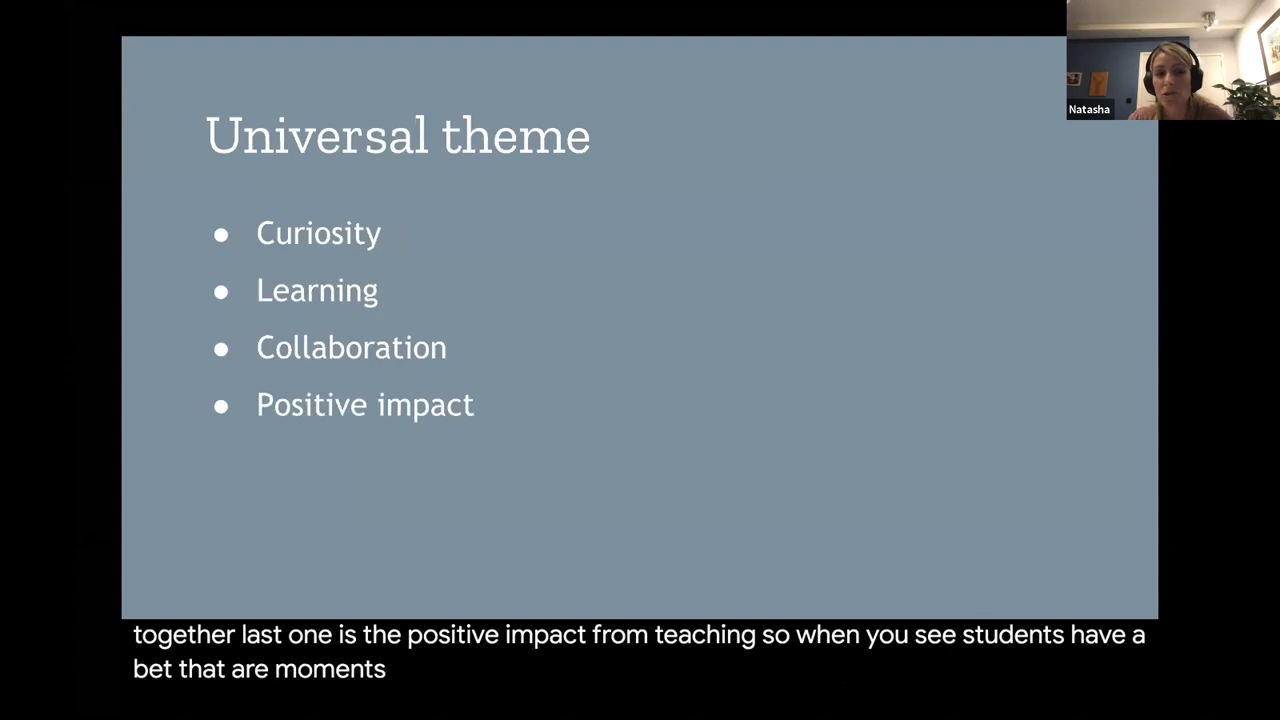 Universal theme
Natasha
● Curiosity
● Learning
● Collaboration
● Positive impact
together last one is the positive impact from teaching so when you see students have a
bet that are moments